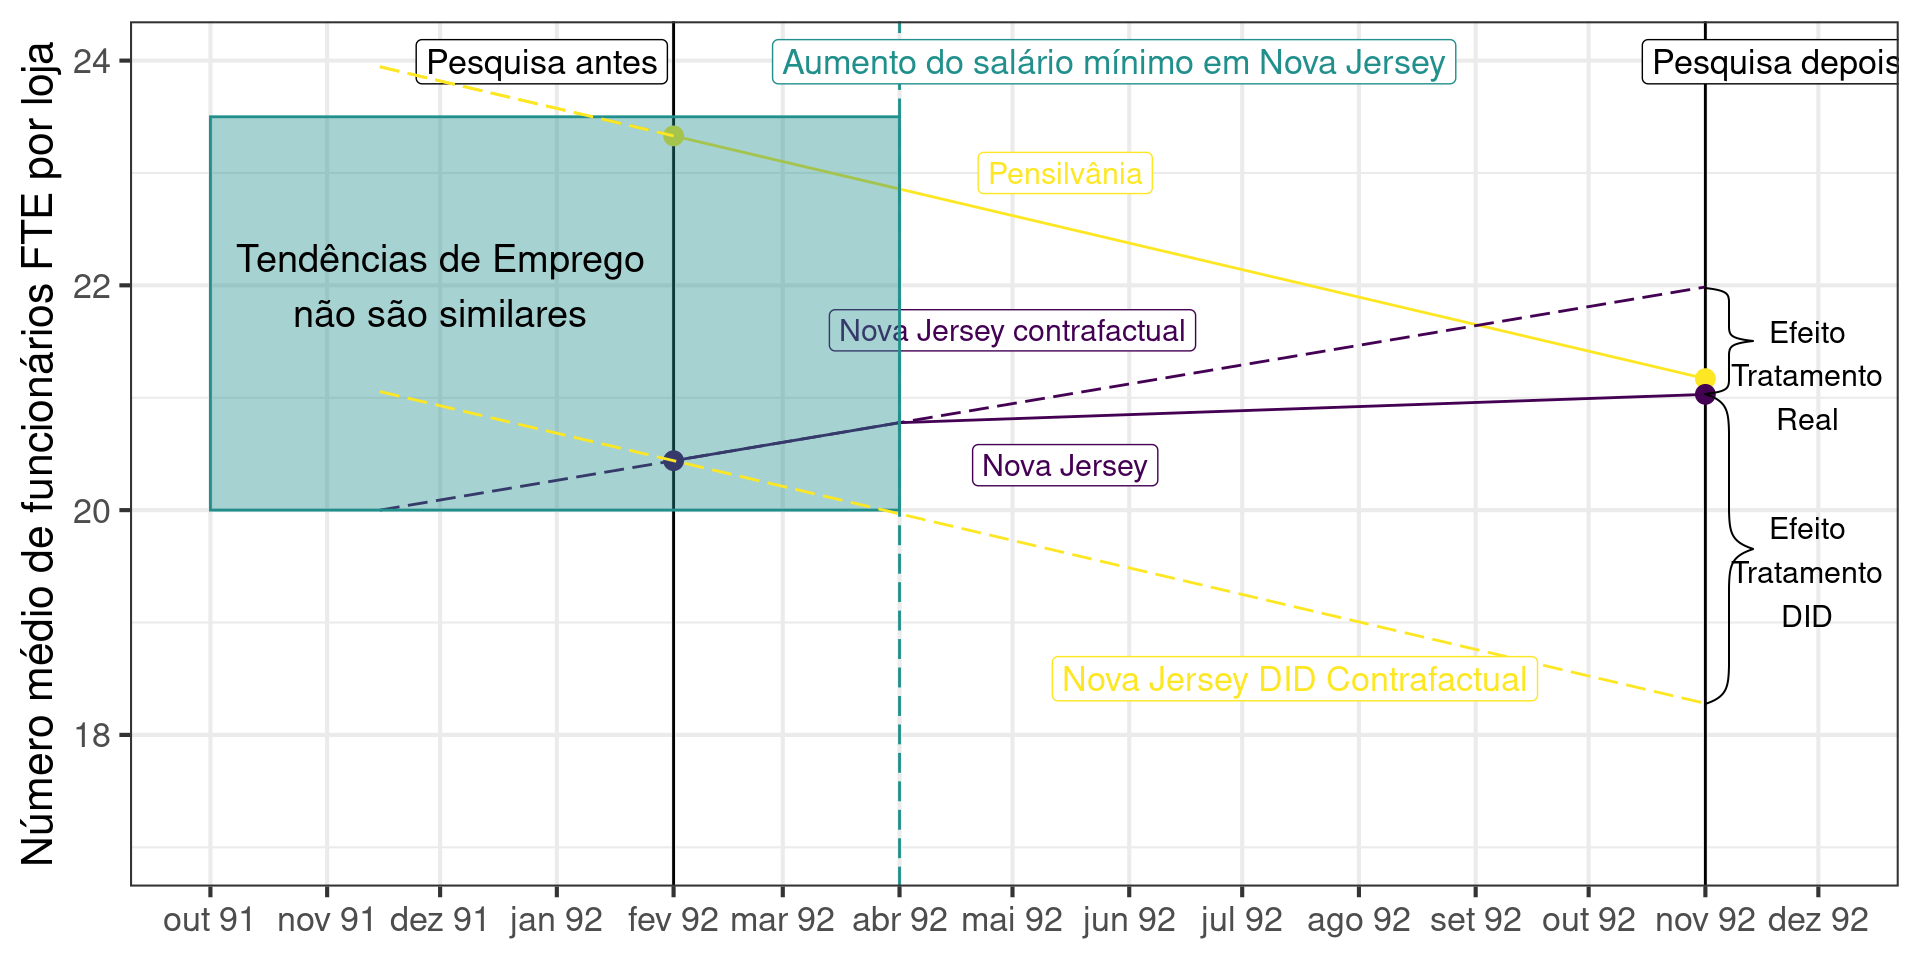 Número médio de funcionários FTE por loja
24
22
20
18
Pesquisa antes
Aumento do salário mínimo em Nova Jersey
Pesquisa depois
Pensilvânia
Tendências de Emprego
não são similares
Nova Jersey contrafactual
Efeito
Tratamento
Real
Nova Jersey
Efeito
Tratamento
DID
Nova Jersey DID Contrafactual
out 91 nov 91 dez 91 jan 92 fev 92 mar 92 abr 92 mai 92 jun 92 jul 92 ago 92 set 92 out 92 nov 92 dez 92